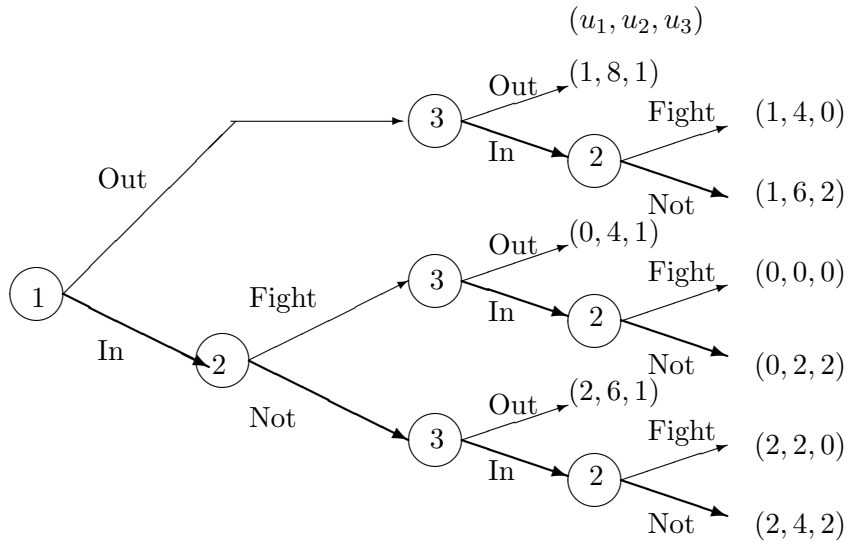 (u₁, u₂, u₃)
Out (1, 8, 1)
3
Fight (1, 4, 0)
In
2
Out
Not (1, 6, 2)
Out (0, 4, 1)
Fight (0, 0, 0)
3
Fight
1
In
2
In
2
Not (0, 2, 2)
Out (2, 6, 1)
Not
Fight (2, 2, 0)
3
In
2
Not (2, 4, 2)